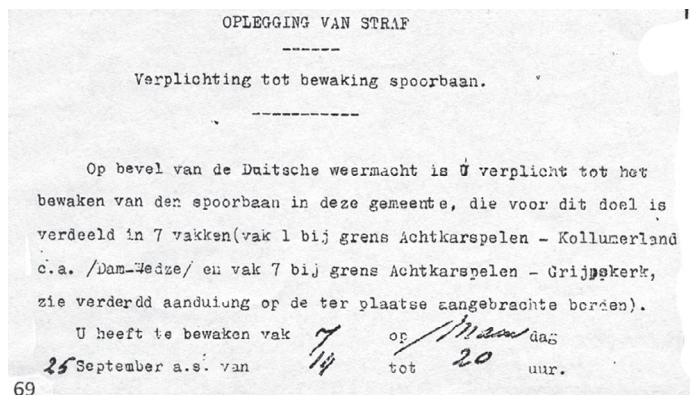 OPLEGGING VAN STRAF
Verplichting tot bewaking spoorbaan.
Op bevel van de Duitsche weermacht is U verplicht tot het
bewaken van den spoorbaan in deze gemeente, die voor dit doel is
verdeeld in 7 vakken(vak 1 bij grens Achtkarspelen - Kollumerland
c.a. /Dam-Wedze/ en vak 7 bij grens Achtkarspelen - Grijpskerk,
zie verderdd aanduiung op de ter plaatse aangebrachte borden).
U heeft te bewaken vak 7 op Maan dag
25 September a.s. van 14 tot 20 uur.
69